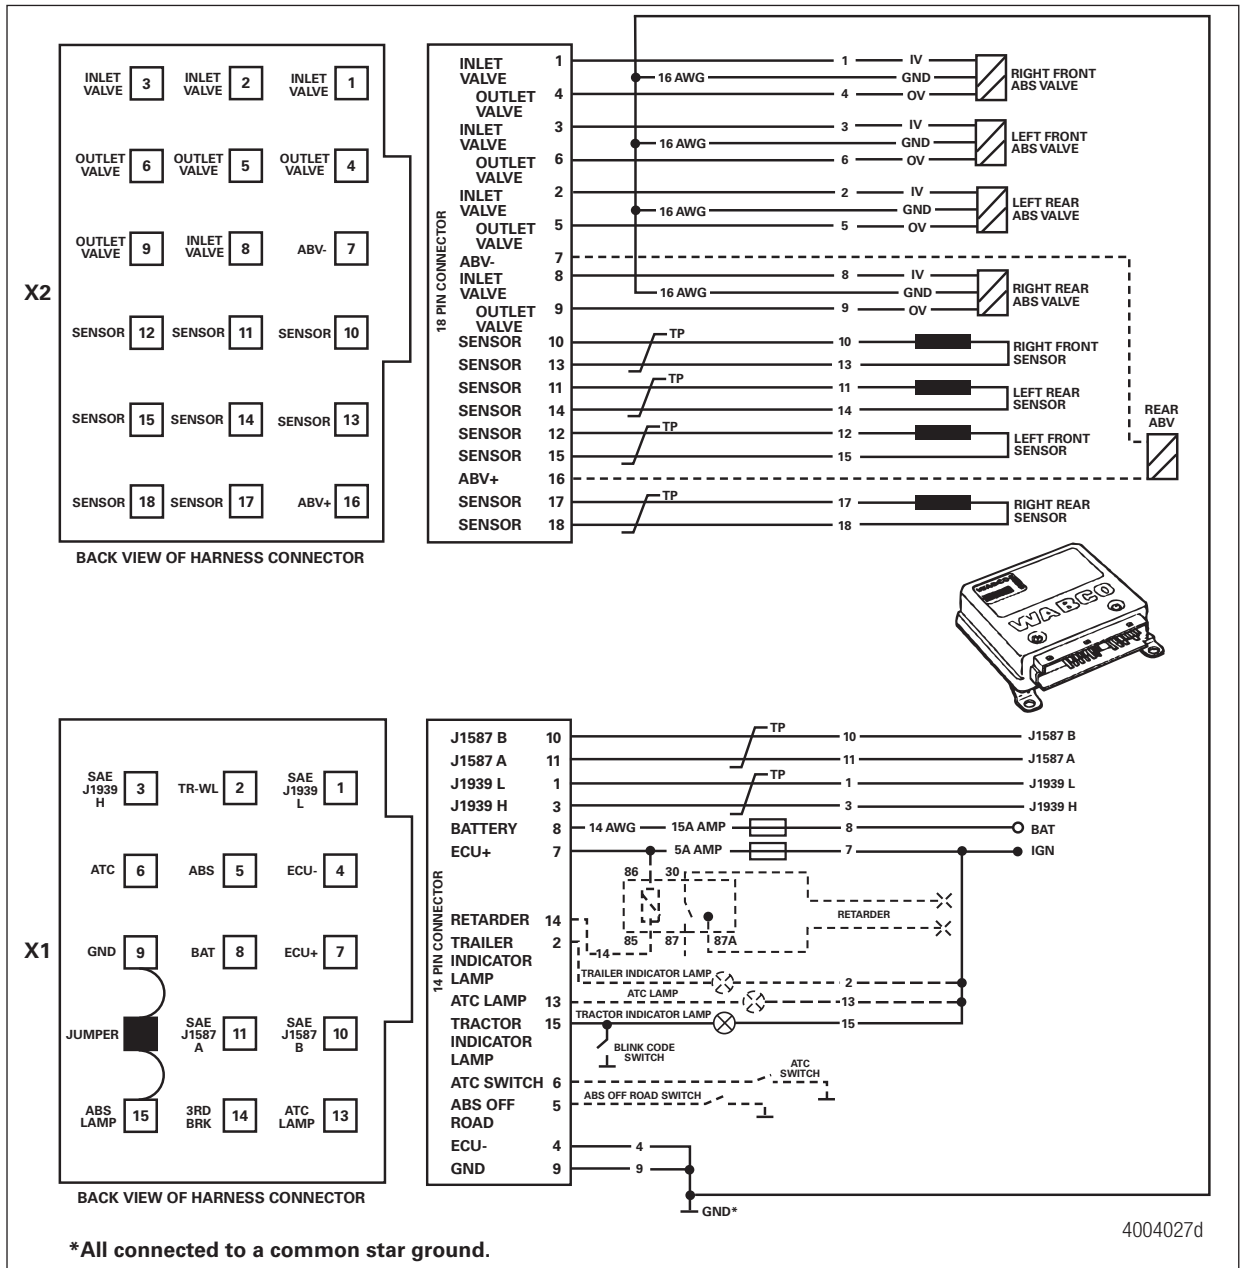 X2
INLET VALVE 3 INLET VALVE 2 INLET VALVE 1
OUTLET VALVE 6 OUTLET VALVE 5 OUTLET VALVE 4
OUTLET VALVE 9 INLET VALVE 8 ABV- 7
SENSOR 12 SENSOR 11 SENSOR 10
SENSOR 15 SENSOR 14 SENSOR 13
SENSOR 18 SENSOR 17 ABV+ 16
BACK VIEW OF HARNESS CONNECTOR
18 PIN CONNECTOR
INLET VALVE 1 1 IV
16 AWG GND RIGHT FRONT ABS VALVE
OUTLET VALVE 4 4 OV
INLET VALVE 3 3 IV
16 AWG GND LEFT FRONT ABS VALVE
OUTLET VALVE 6 6 OV
INLET VALVE 2 2 IV
16 AWG GND LEFT REAR ABS VALVE
OUTLET VALVE 5 5 OV
ABV- 7
INLET VALVE 8 8 IV
16 AWG GND RIGHT REAR ABS VALVE
OUTLET VALVE 9 9 OV
SENSOR 10 TP 10 RIGHT FRONT SENSOR
SENSOR 13 13
SENSOR 11 TP 11 LEFT REAR SENSOR
SENSOR 14 14
SENSOR 12 TP 12 LEFT FRONT SENSOR
SENSOR 15 15
REAR ABV
ABV+ 16
SENSOR 17 TP 17 RIGHT REAR SENSOR
SENSOR 18 18
WABCO
X1
SAE J1939 H 3 TR-WL 2 SAE J1939 L 1
ATC 6 ABS 5 ECU- 4
GND 9 BAT 8 ECU+ 7
JUMPER SAE J1587 A 11 SAE J1587 B 10
ABS LAMP 15 3RD BRK 14 ATC LAMP 13
BACK VIEW OF HARNESS CONNECTOR
14 PIN CONNECTOR
J1587 B 10 TP 10 J1587 B
J1587 A 11 11 J1587 A
J1939 L 1 TP 1 J1939 L
J1939 H 3 3 J1939 H
BATTERY 8 14 AWG 15A AMP 8 BAT
ECU+ 7 5A AMP 7 IGN
86 30
RETARDER 14 RETARDER
85 87 87A
14
TRAILER INDICATOR LAMP 2 TRAILER INDICATOR LAMP 2
ATC LAMP 13 ATC LAMP 13
TRACTOR INDICATOR LAMP 15 TRACTOR INDICATOR LAMP 15
BLINK CODE SWITCH
ATC SWITCH 6 ATC SWITCH
ABS OFF ROAD 5 ABS OFF ROAD SWITCH
ECU- 4 4
GND 9 9
GND*
4004027d
*All connected to a common star ground.